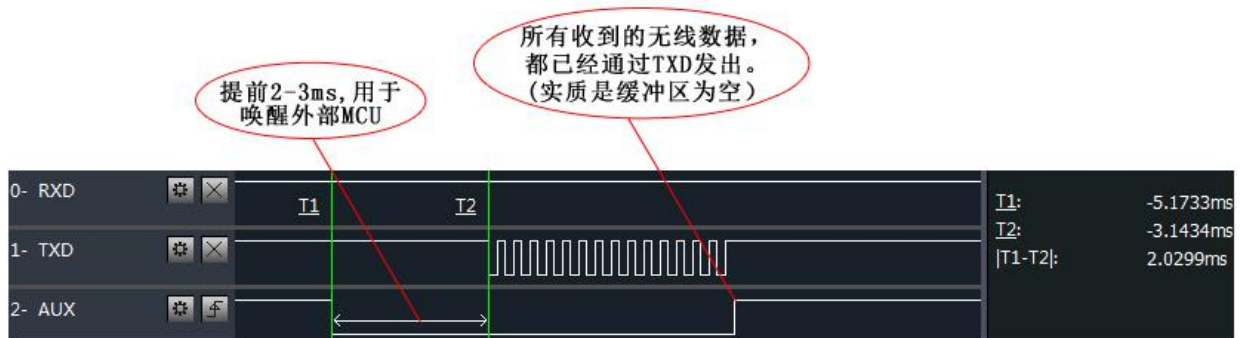 所有收到的无线数据，
都已经通过TXD发出。
(实质是缓冲区为空）
提前2-3ms,用于
唤醒外部MCU
0- RXD
T1
T2
T1: -5.1733ms
T2: -3.1434ms
|T1-T2|: 2.0299ms
1- TXD
2- AUX